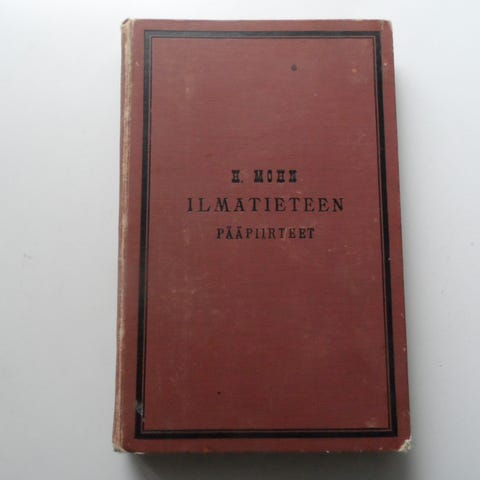 H. MOHN
ILMATIETEEN
PÄÄPIIRTEET